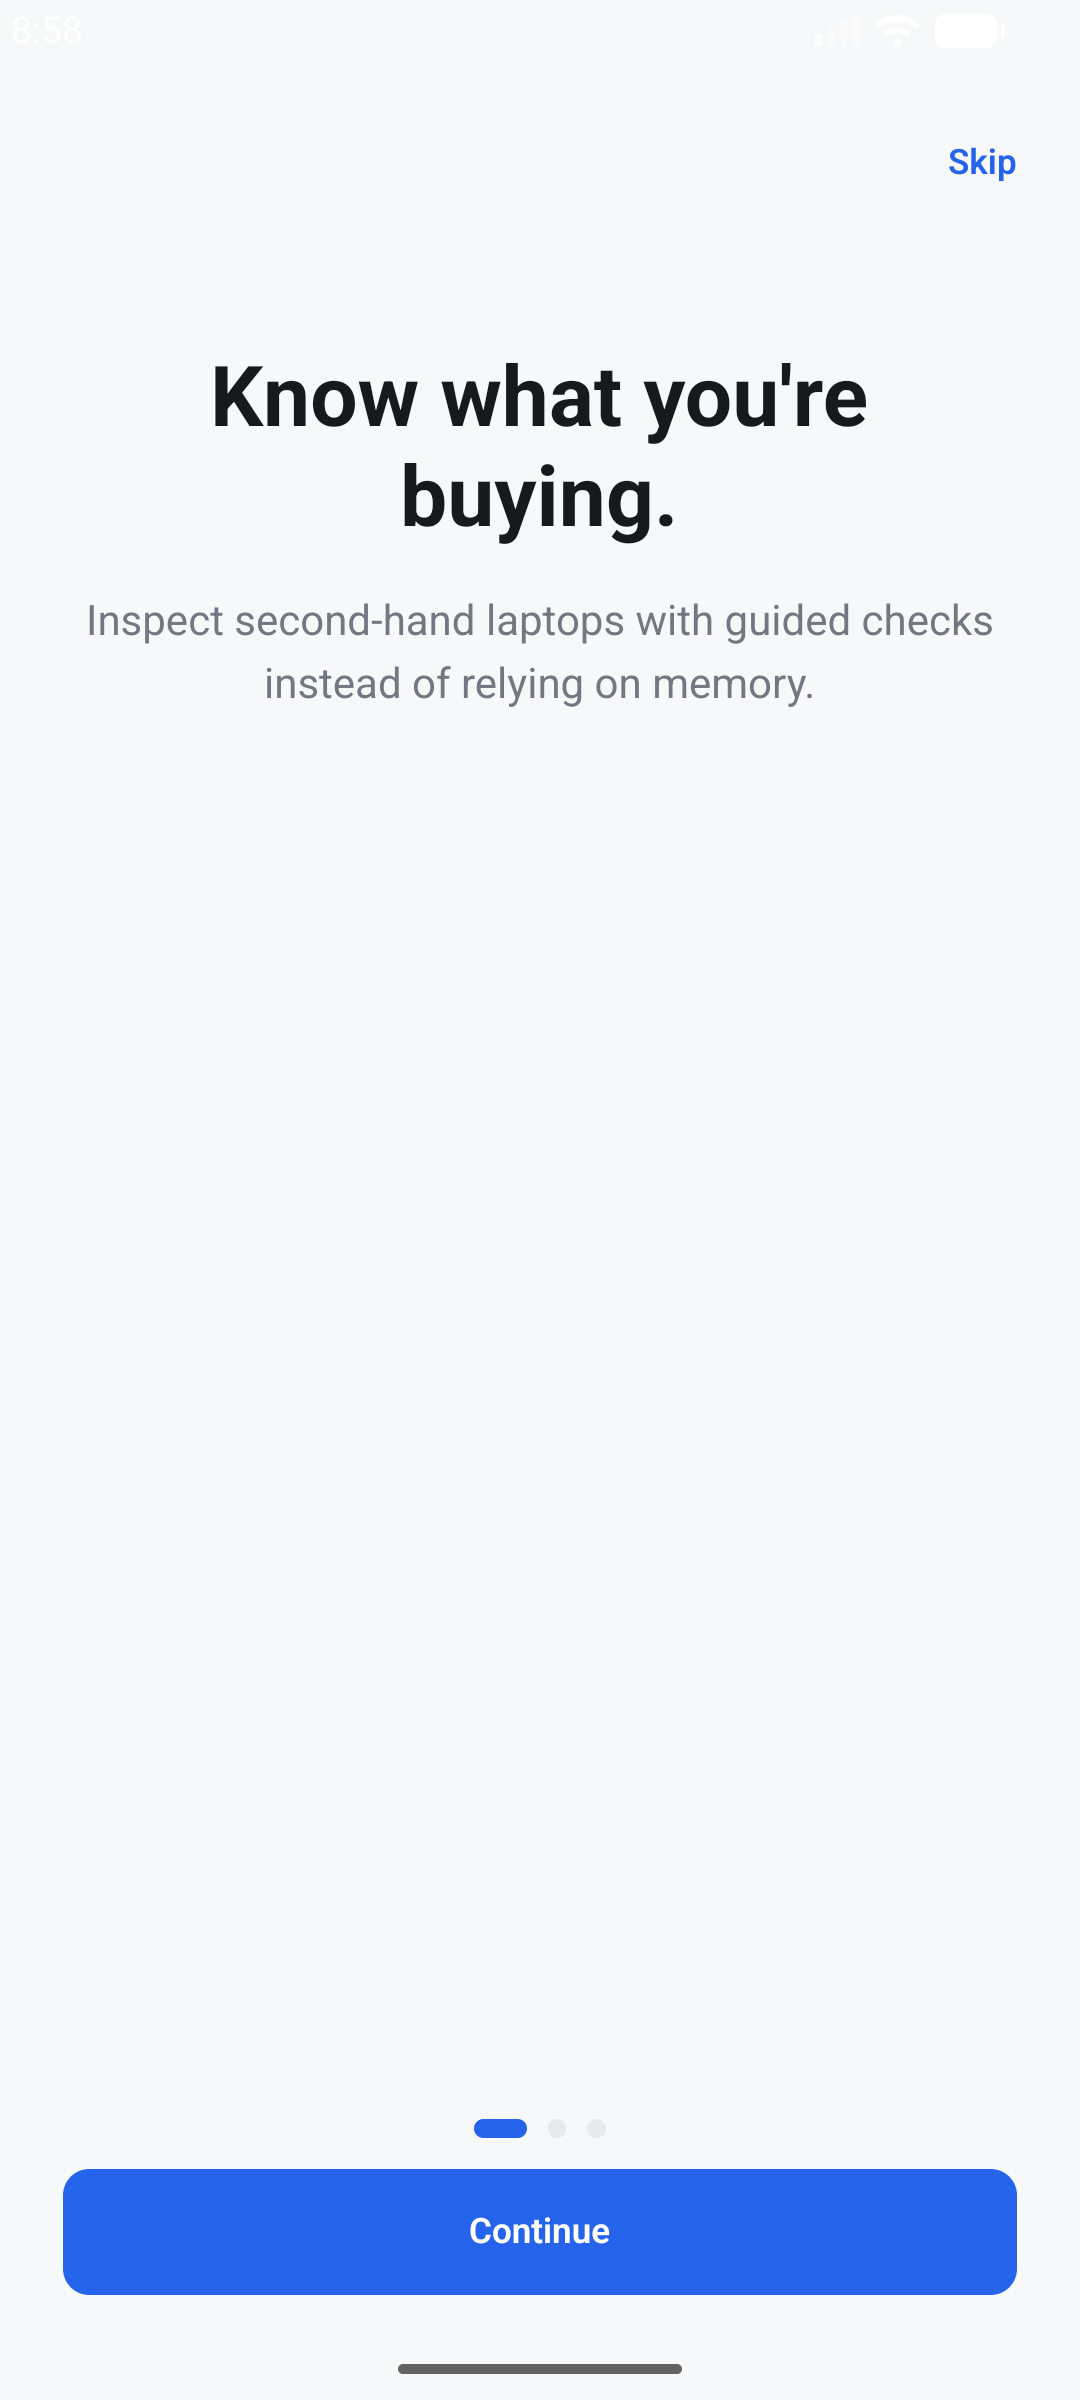 8:58
Skip
Know what you're
buying.
Inspect second-hand laptops with guided checks
instead of relying on memory.
Continue